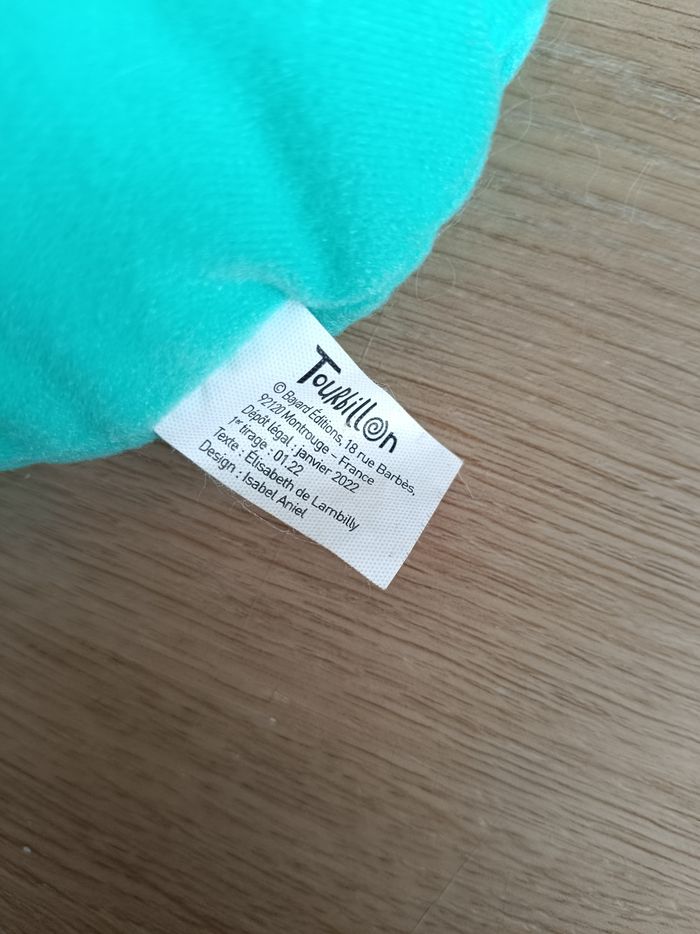 Tourbillon
© Bayard Éditions, 18 rue Barbès,
92120 Montrouge – France
Dépôt légal : janvier 2022
1er tirage : 01.22
Texte : Élisabeth de Lambilly
Design : Isabel Aniel